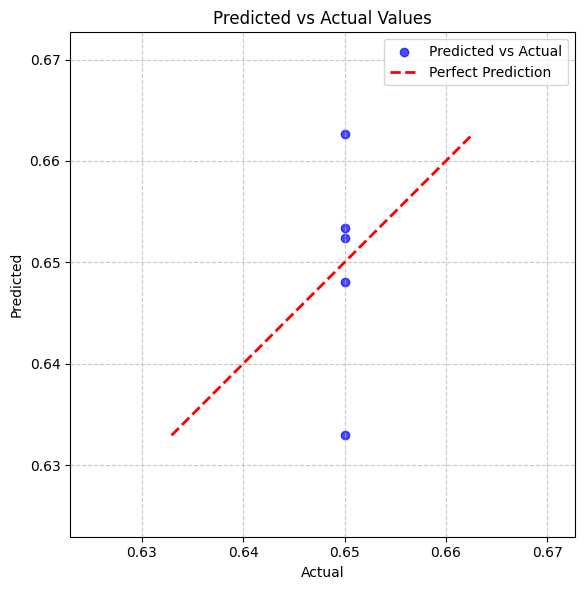 Predicted vs Actual Values
Predicted vs Actual
Perfect Prediction
0.67
0.66
0.65
0.64
0.63
Predicted
0.63 0.64 0.65 0.66 0.67
Actual